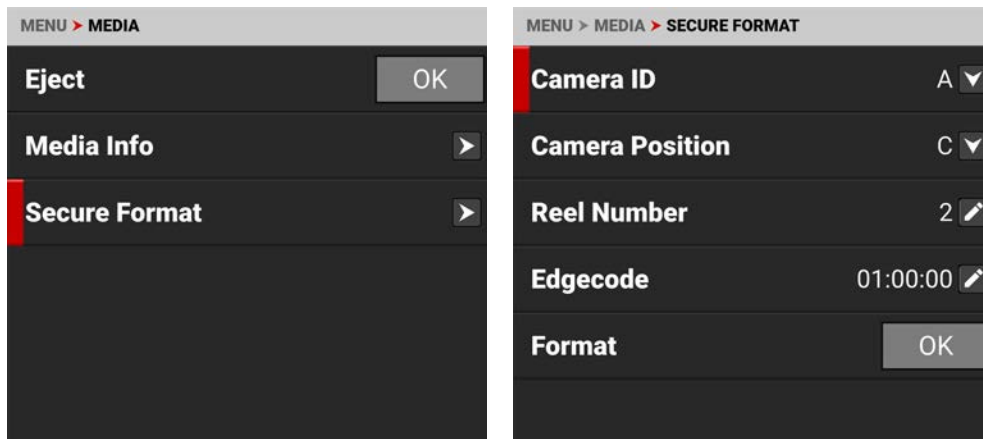 MENU > MEDIA
Eject OK
Media Info
Secure Format
MENU > MEDIA > SECURE FORMAT
Camera ID A
Camera Position C
Reel Number 2
Edgecode 01:00:00
Format OK